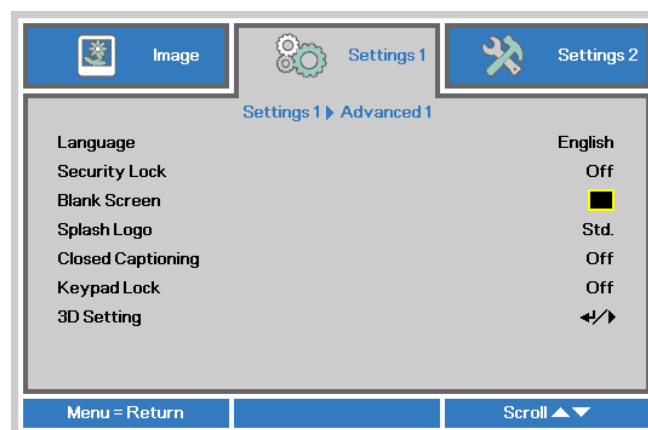 Image Settings 1 Settings 2
Settings 1 Advanced 1
Language English
Security Lock Off
Blank Screen
Splash Logo Std.
Closed Captioning Off
Keypad Lock Off
3D Setting
Menu = Return Scroll